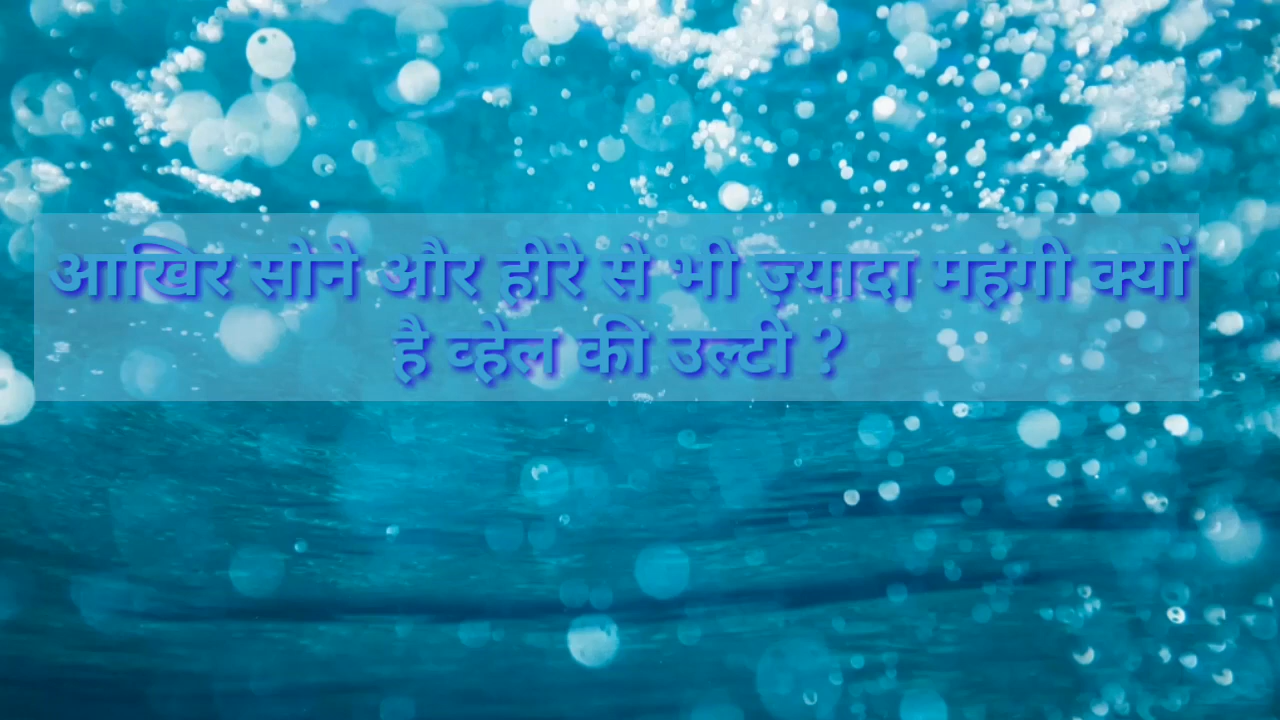 आखिर सोने और हीरे से भी ज़्यादा महंगी क्यों
है व्हेल की उल्टी ?